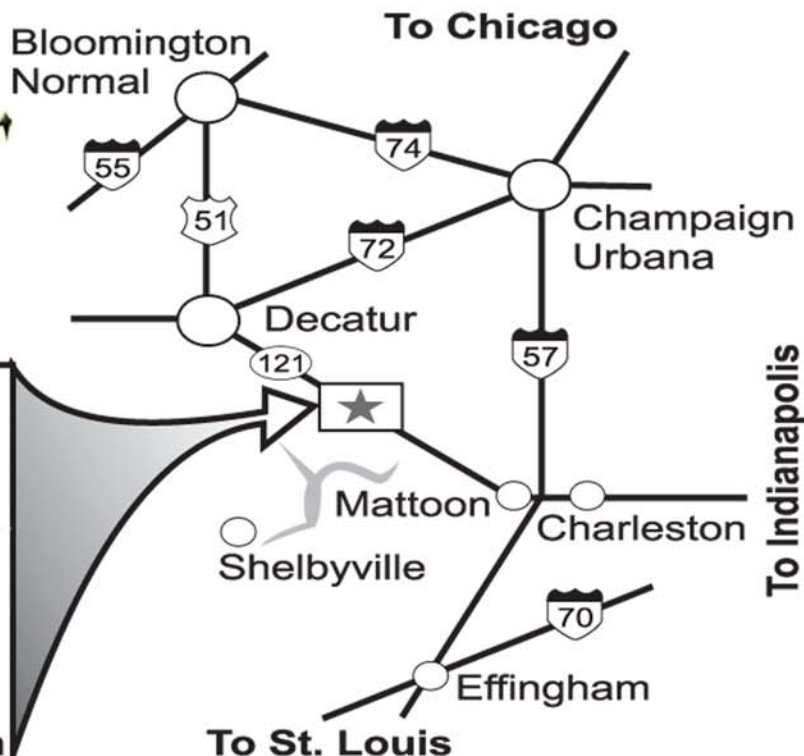 To Chicago
Bloomington
Normal
74
55
51
Champaign
Urbana
72
Decatur
57
121
To Indianapolis
Mattoon
Charleston
Shelbyville
70
Effingham
To St. Louis